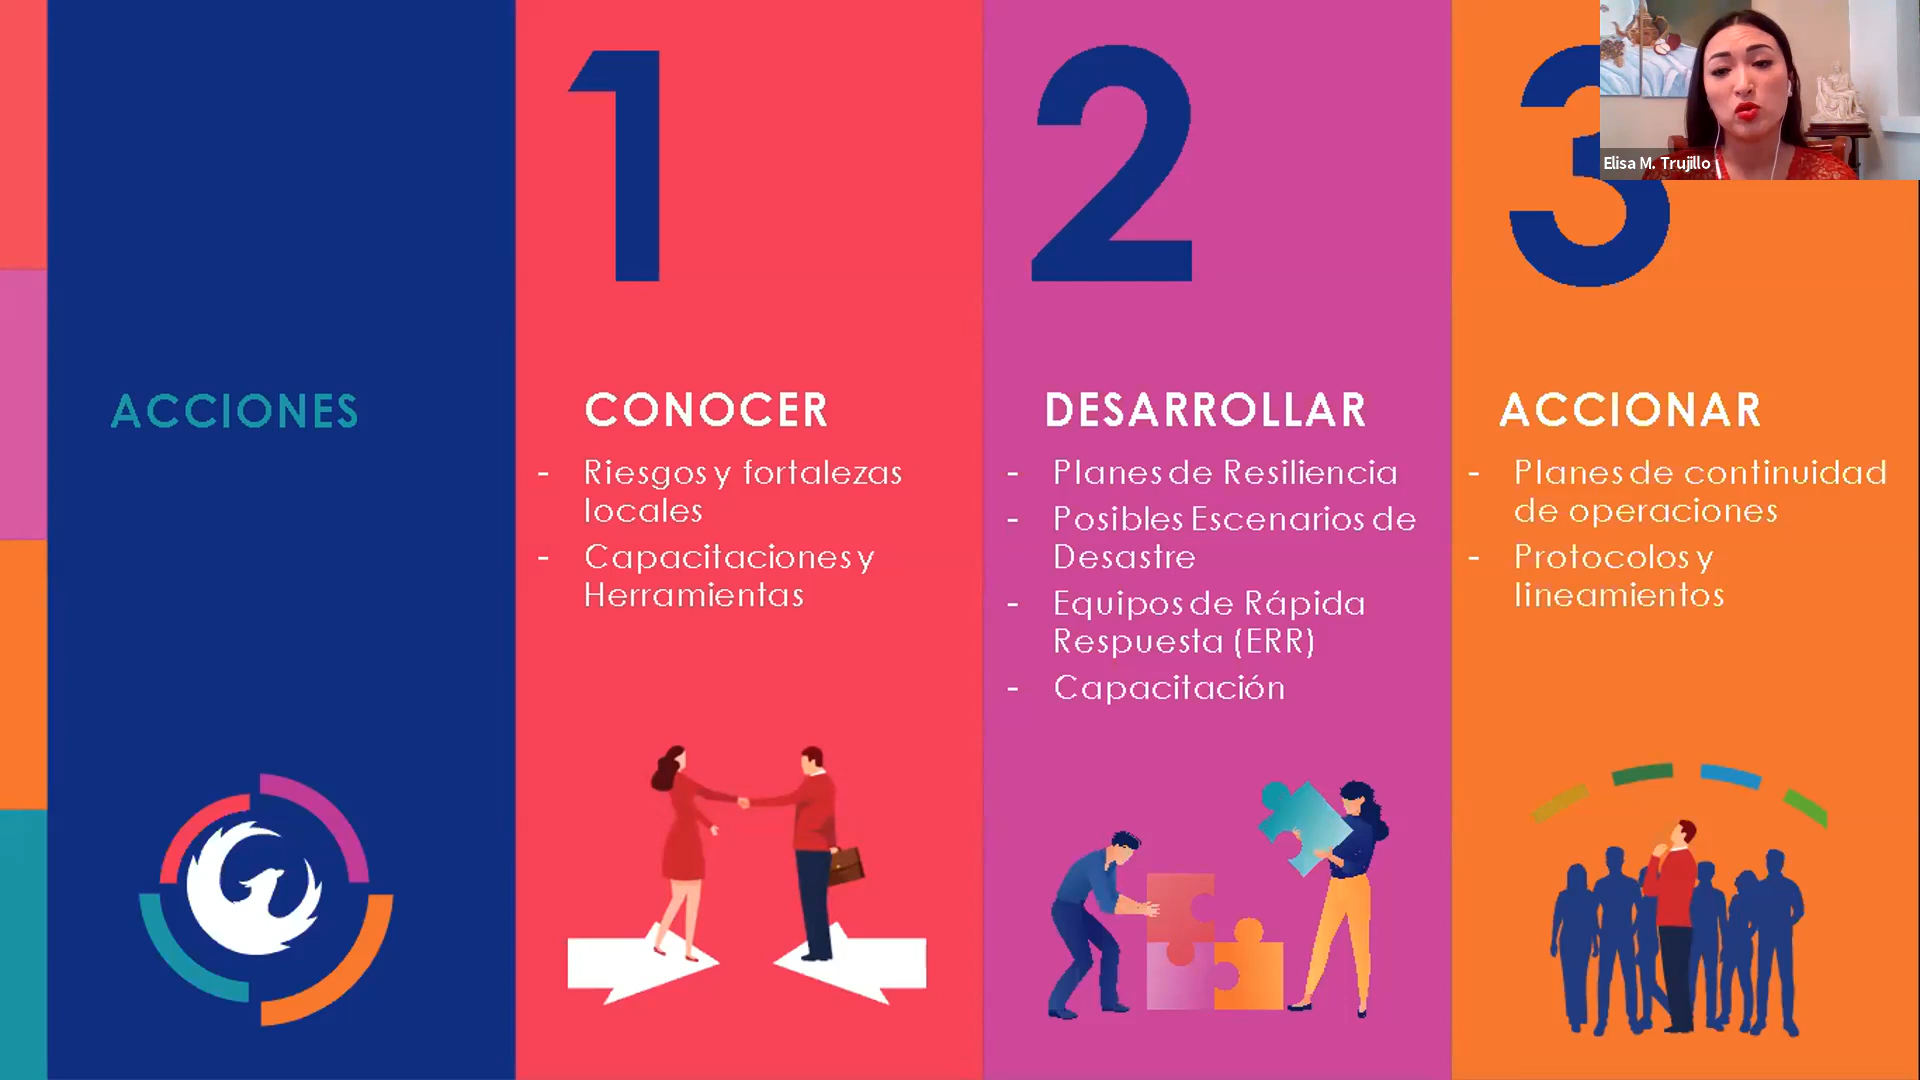 ACCIONES
1
CONOCER
- Riesgos y fortalezas
locales
- Capacitaciones y
Herramientas
2
DESARROLLAR
- Planes de Resiliencia
- Posibles Escenarios de
Desastre
- Equipos de Rápida
Respuesta (ERR)
- Capacitación
3
ACCIONAR
- Planes de continuidad
de operaciones
- Protocolos y
lineamientos
Elisa M. Trujillo